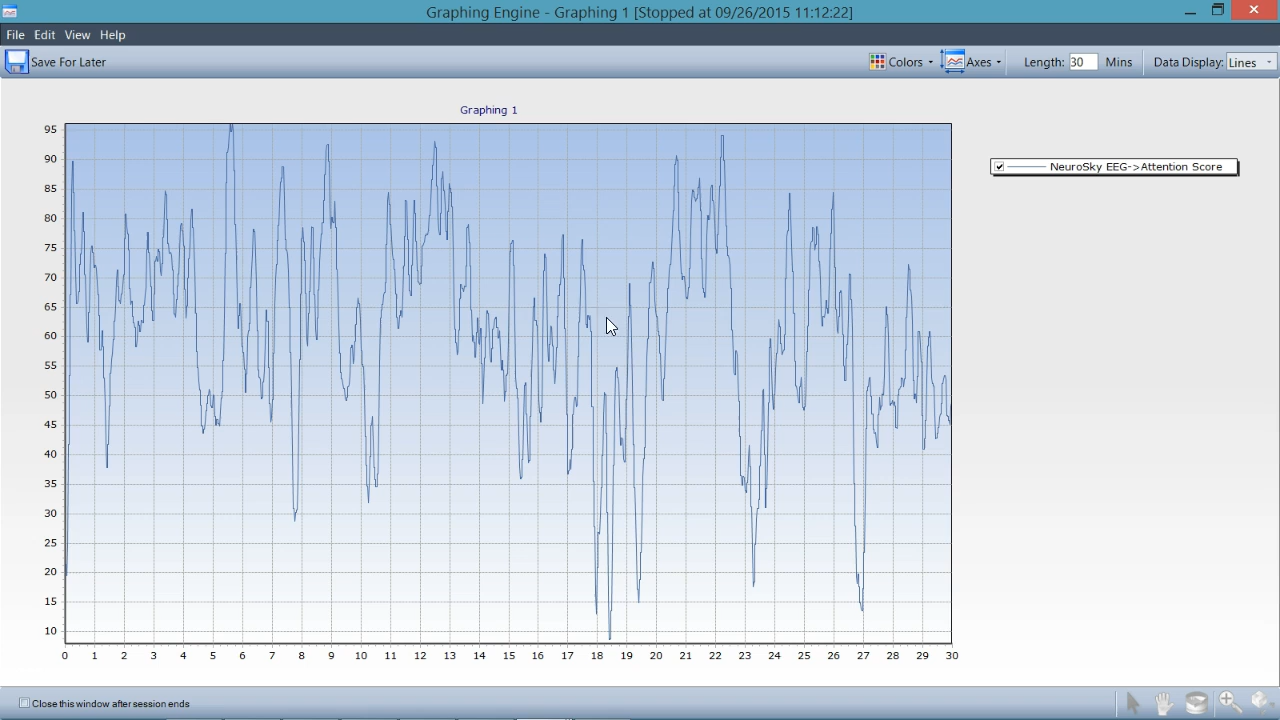 Graphing Engine - Graphing 1 [Stopped at 09/26/2015 11:12:22]
File Edit View Help
Save For Later Colors Axes Length: 30 Mins Data Display: Lines
Graphing 1
NeuroSky EEG->Attention Score
95
90
85
80
75
70
65
60
55
50
45
40
35
30
25
20
15
10
0 1 2 3 4 5 6 7 8 9 10 11 12 13 14 15 16 17 18 19 20 21 22 23 24 25 26 27 28 29 30
Close this window after session ends